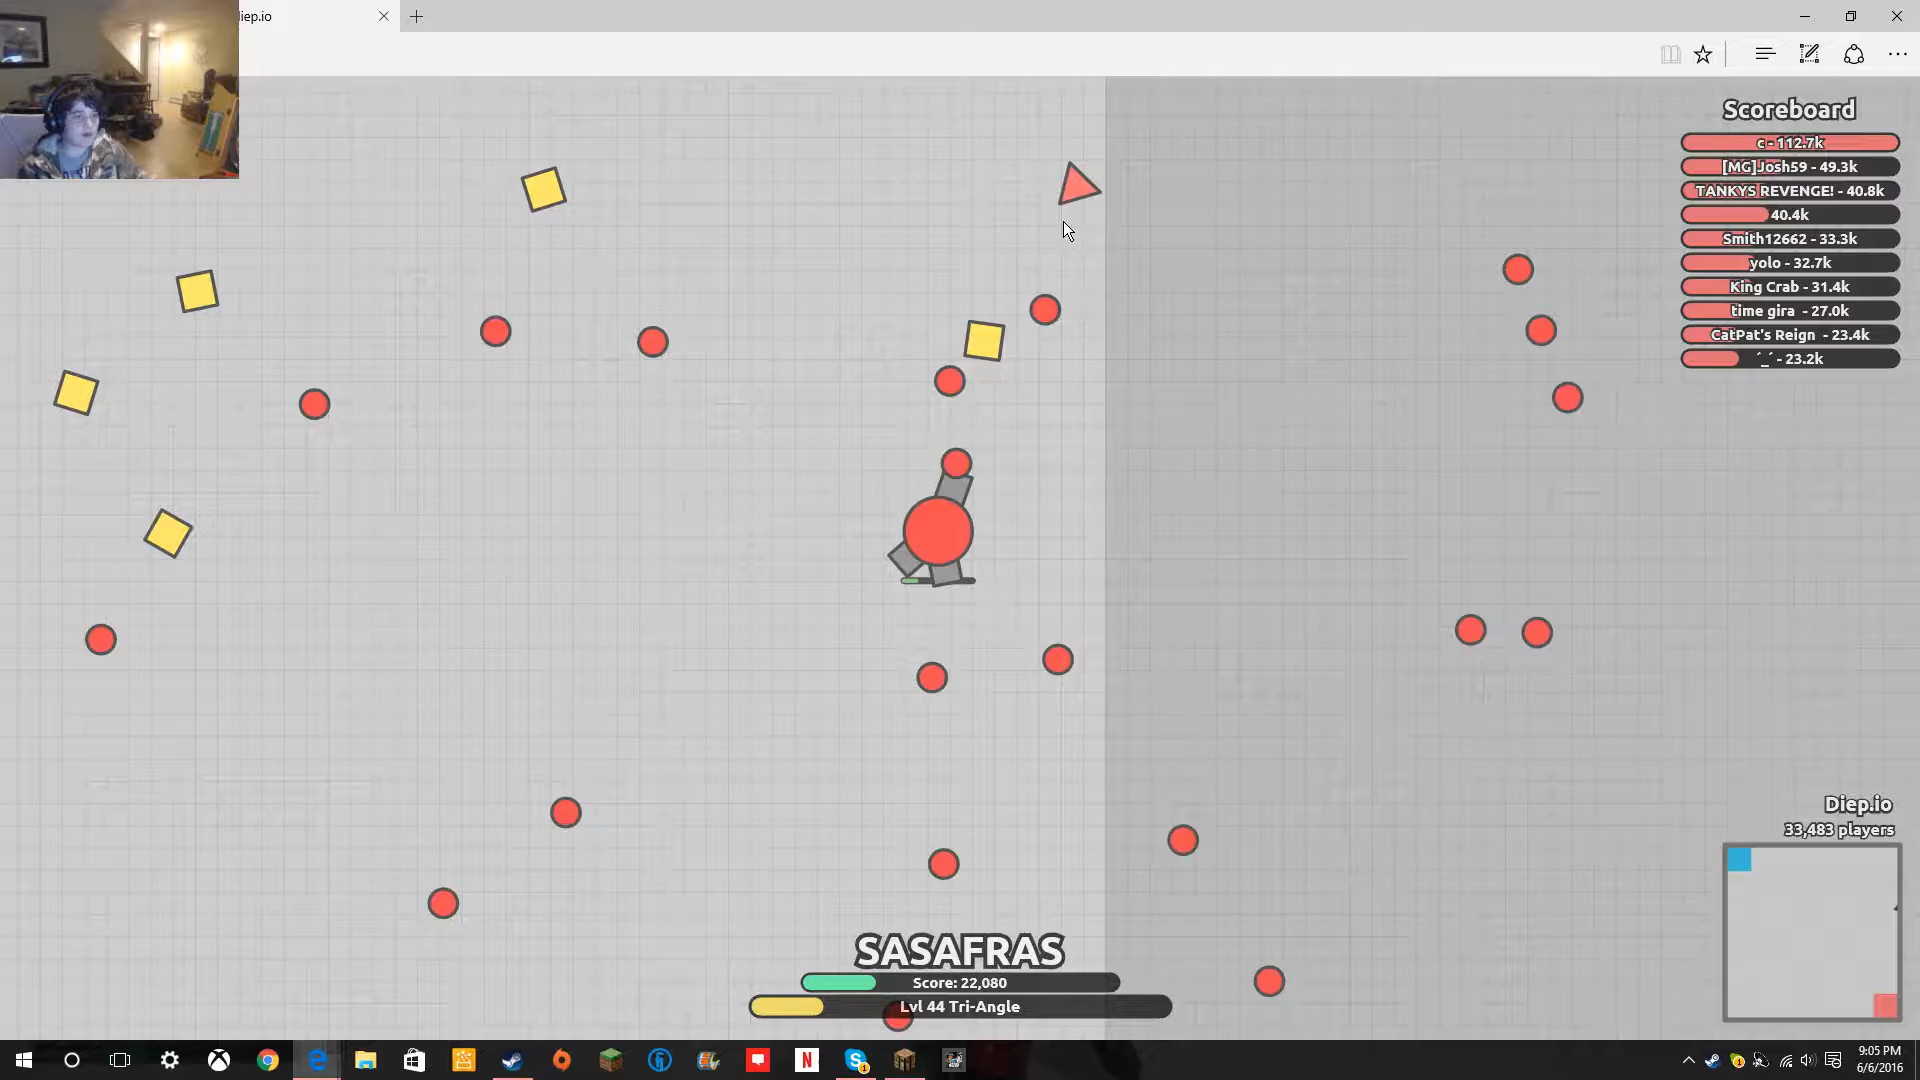 diep.io
Scoreboard
c - 112.7k
[MG]Josh59 - 49.3k
TANKYS REVENGE! - 40.8k
40.4k
Smith12662 - 33.3k
yolo - 32.7k
King Crab - 31.4k
time gira - 27.0k
CatPat's Reign - 23.4k
´_´ - 23.2k
Diep.io
33,483 players
SASAFRAS
Score: 22,080
Lvl 44 Tri-Angle
9:05 PM
6/6/2016